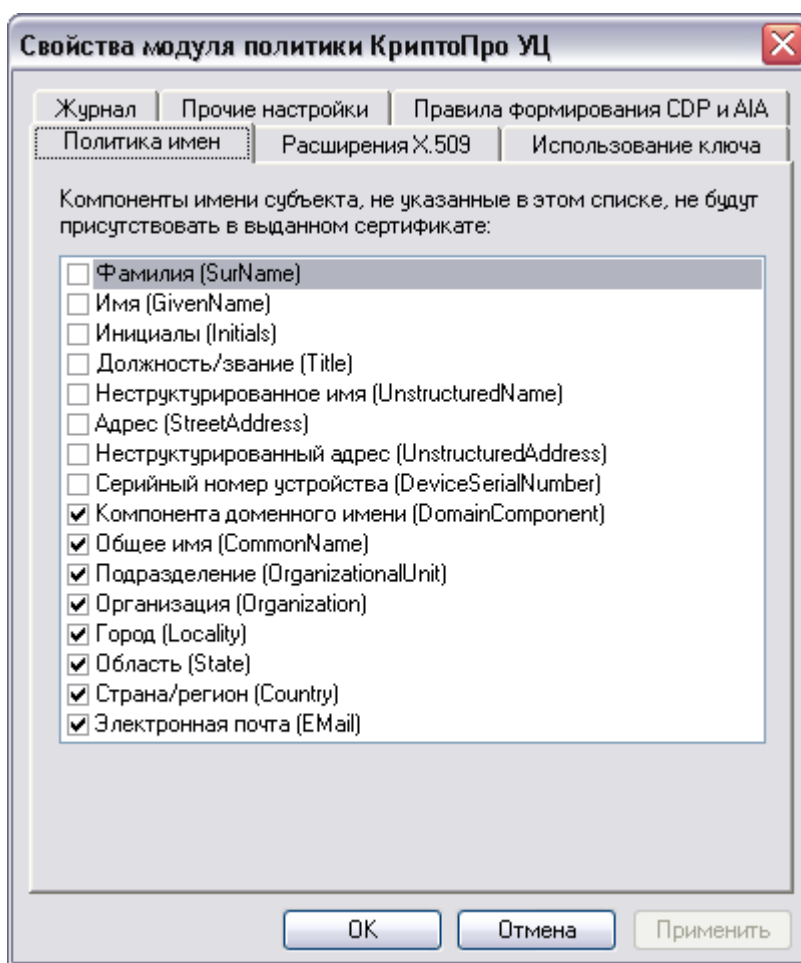 Свойства модуля политики КриптоПро УЦ
Журнал
Прочие настройки
Правила формирования CDP и AIA
Политика имен
Расширения X.509
Использование ключа
Компоненты имени субъекта, не указанные в этом списке, не будут
присутствовать в выданном сертификате:
Фамилия (SurName)
Имя (GivenName)
Инициалы (Initials)
Должность/звание (Title)
Неструктурированное имя (UnstructuredName)
Адрес (StreetAddress)
Неструктурированный адрес (UnstructuredAddress)
Серийный номер устройства (DeviceSerialNumber)
Компонента доменного имени (DomainComponent)
Общее имя (CommonName)
Подразделение (OrganizationalUnit)
Организация (Organization)
Город (Locality)
Область (State)
Страна/регион (Country)
Электронная почта (EMail)
OK
Отмена
Применить